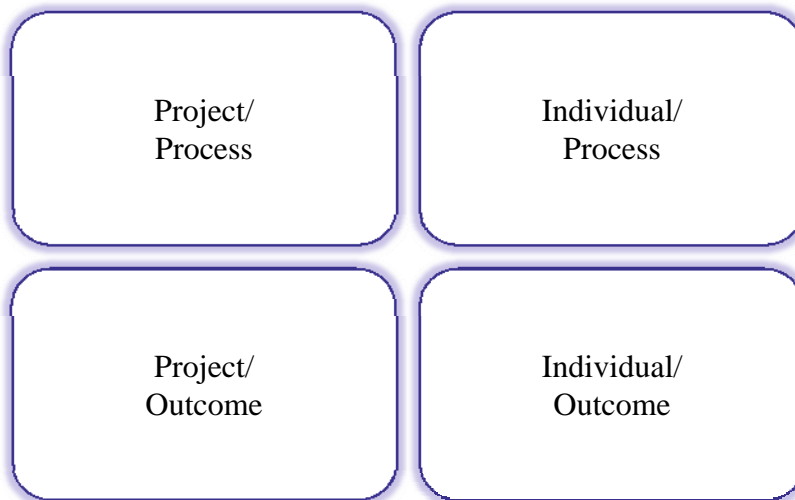 Project/
Process
Individual/
Process
Project/
Outcome
Individual/
Outcome